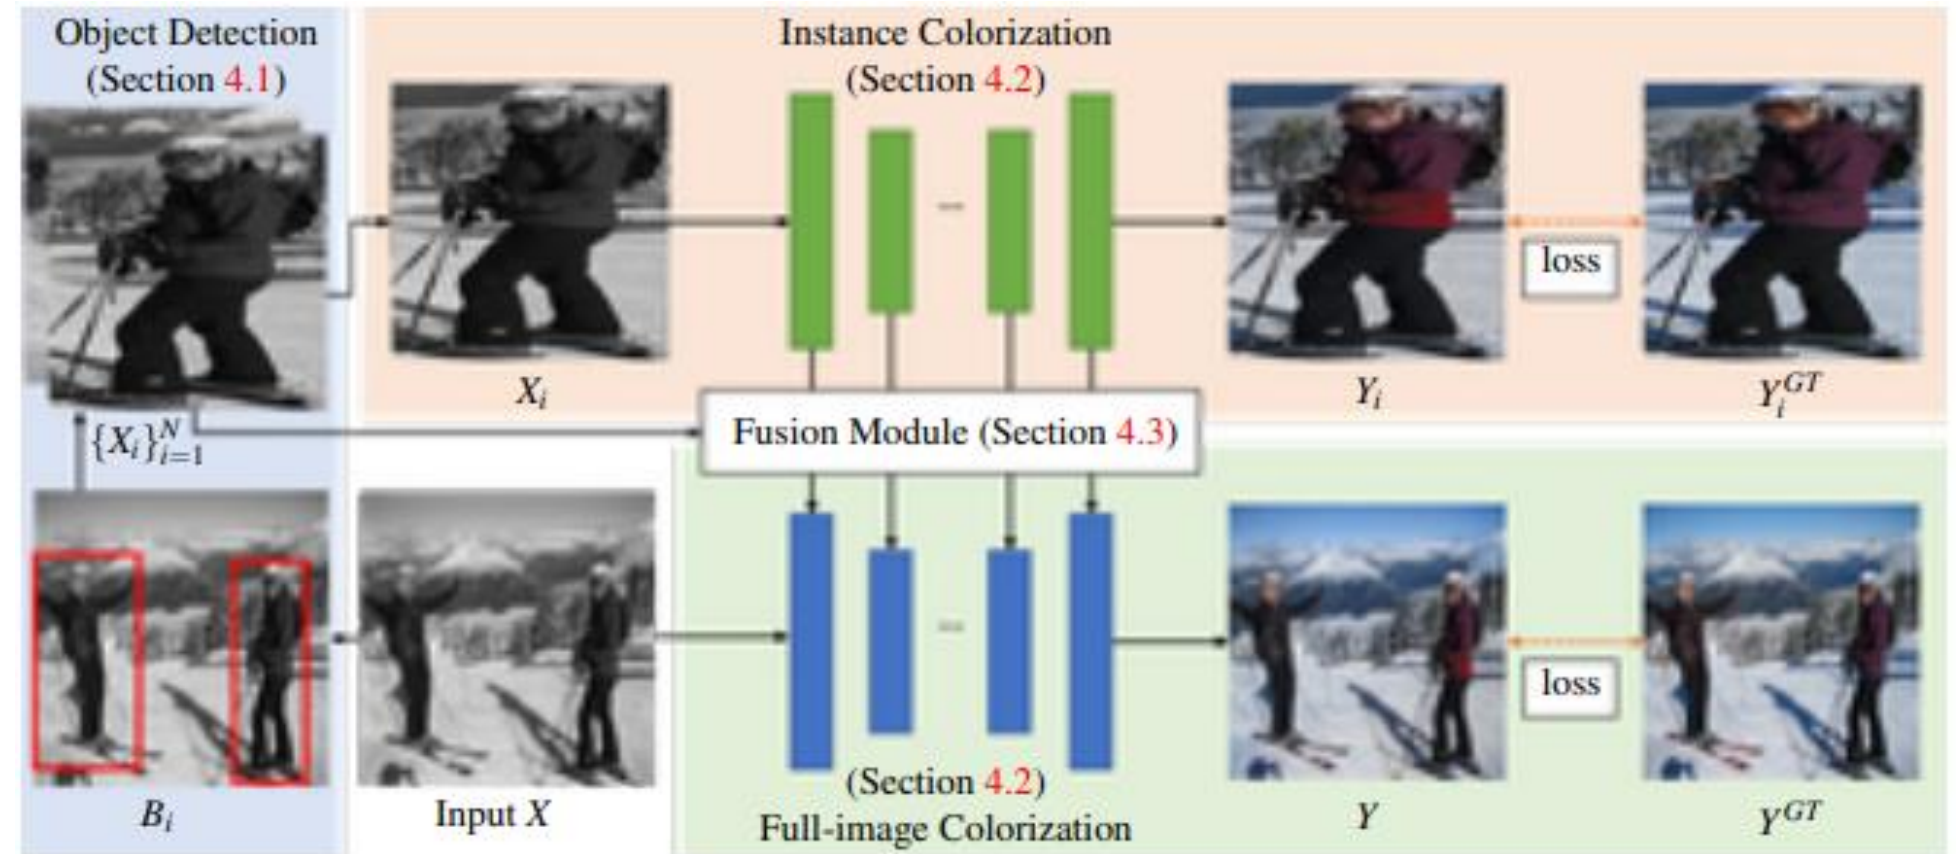 Object Detection
(Section 4.1)
Instance Colorization
(Section 4.2)
X_i
Y_i
loss
Y_i^{GT}
{X_i}_{i=1}^N
Fusion Module (Section 4.3)
B_i
Input X
(Section 4.2)
Full-image Colorization
Y
loss
Y^{GT}